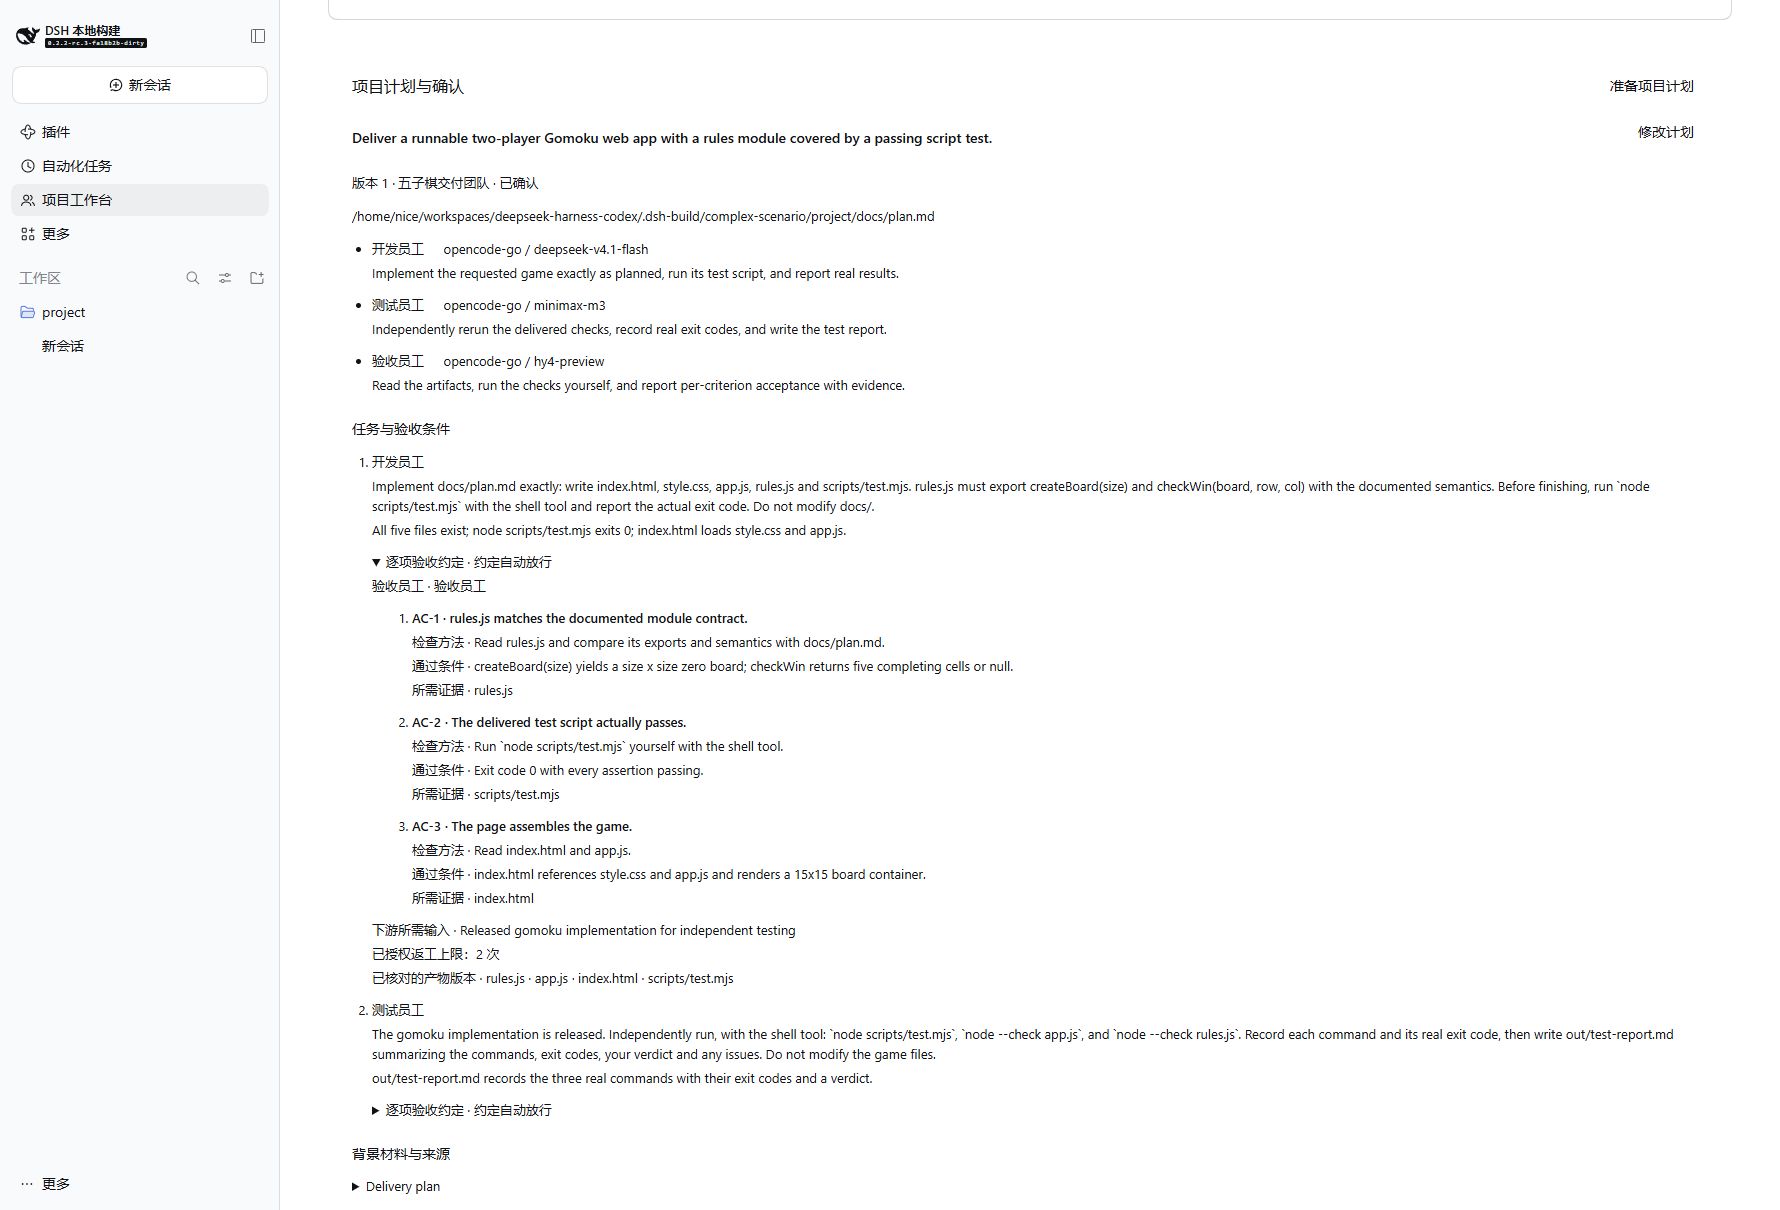 DSH 本地构建
0.2.2-rc.3-fa18b2b-dirty
新会话
插件
自动化任务
项目工作台
更多
工作区
project
新会话
更多
项目计划与确认
准备项目计划
Deliver a runnable two-player Gomoku web app with a rules module covered by a passing script test.
修改计划
版本 1 · 五子棋交付团队 · 已确认
/home/nice/workspaces/deepseek-harness-codex/.dsh-build/complex-scenario/project/docs/plan.md
• 开发员工 opencode-go / deepseek-v4.1-flash
Implement the requested game exactly as planned, run its test script, and report real results.
• 测试员工 opencode-go / minimax-m3
Independently rerun the delivered checks, record real exit codes, and write the test report.
• 验收员工 opencode-go / hy4-preview
Read the artifacts, run the checks yourself, and report per-criterion acceptance with evidence.
任务与验收条件
1. 开发员工
Implement docs/plan.md exactly: write index.html, style.css, app.js, rules.js and scripts/test.mjs. rules.js must export createBoard(size) and checkWin(board, row, col) with the documented semantics. Before finishing, run `node
scripts/test.mjs` with the shell tool and report the actual exit code. Do not modify docs/.
All five files exist; node scripts/test.mjs exits 0; index.html loads style.css and app.js.
▼ 逐项验收约定 · 约定自动放行
验收员工 · 验收员工
1. AC-1 · rules.js matches the documented module contract.
检查方法 · Read rules.js and compare its exports and semantics with docs/plan.md.
通过条件 · createBoard(size) yields a size x size zero board; checkWin returns five completing cells or null.
所需证据 · rules.js
2. AC-2 · The delivered test script actually passes.
检查方法 · Run `node scripts/test.mjs` yourself with the shell tool.
通过条件 · Exit code 0 with every assertion passing.
所需证据 · scripts/test.mjs
3. AC-3 · The page assembles the game.
检查方法 · Read index.html and app.js.
通过条件 · index.html references style.css and app.js and renders a 15x15 board container.
所需证据 · index.html
下游所需输入 · Released gomoku implementation for independent testing
已授权返工上限：2 次
已核对的产物版本 · rules.js · app.js · index.html · scripts/test.mjs
2. 测试员工
The gomoku implementation is released. Independently run, with the shell tool: `node scripts/test.mjs`, `node --check app.js`, and `node --check rules.js`. Record each command and its real exit code, then write out/test-report.md
summarizing the commands, exit codes, your verdict and any issues. Do not modify the game files.
out/test-report.md records the three real commands with their exit codes and a verdict.
▶ 逐项验收约定 · 约定自动放行
背景材料与来源
▶ Delivery plan